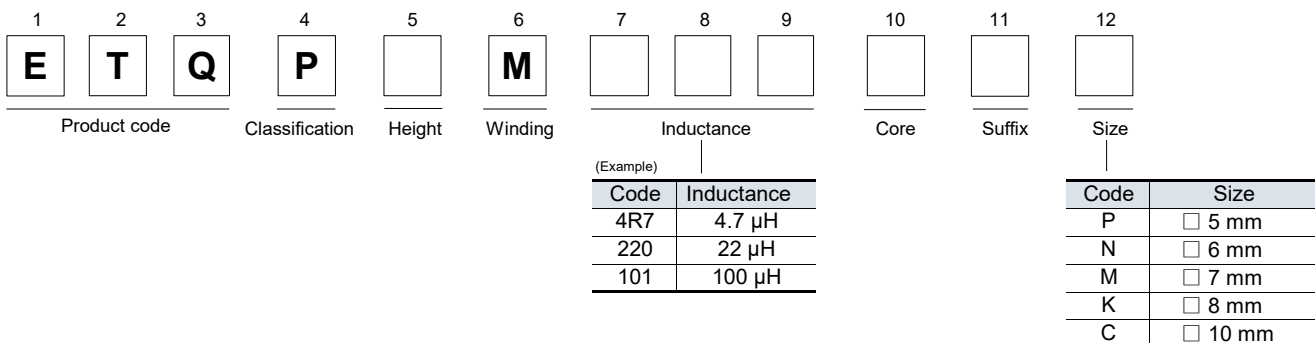 1 2 3 4 5 6 7 8 9 10 11 12
E T Q P M
Product code Classification Height Winding Inductance Core Suffix Size
(Example)
Code Inductance
4R7 4.7 µH
220 22 µH
101 100 µH
Code Size
P □ 5 mm
N □ 6 mm
M □ 7 mm
K □ 8 mm
C □ 10 mm